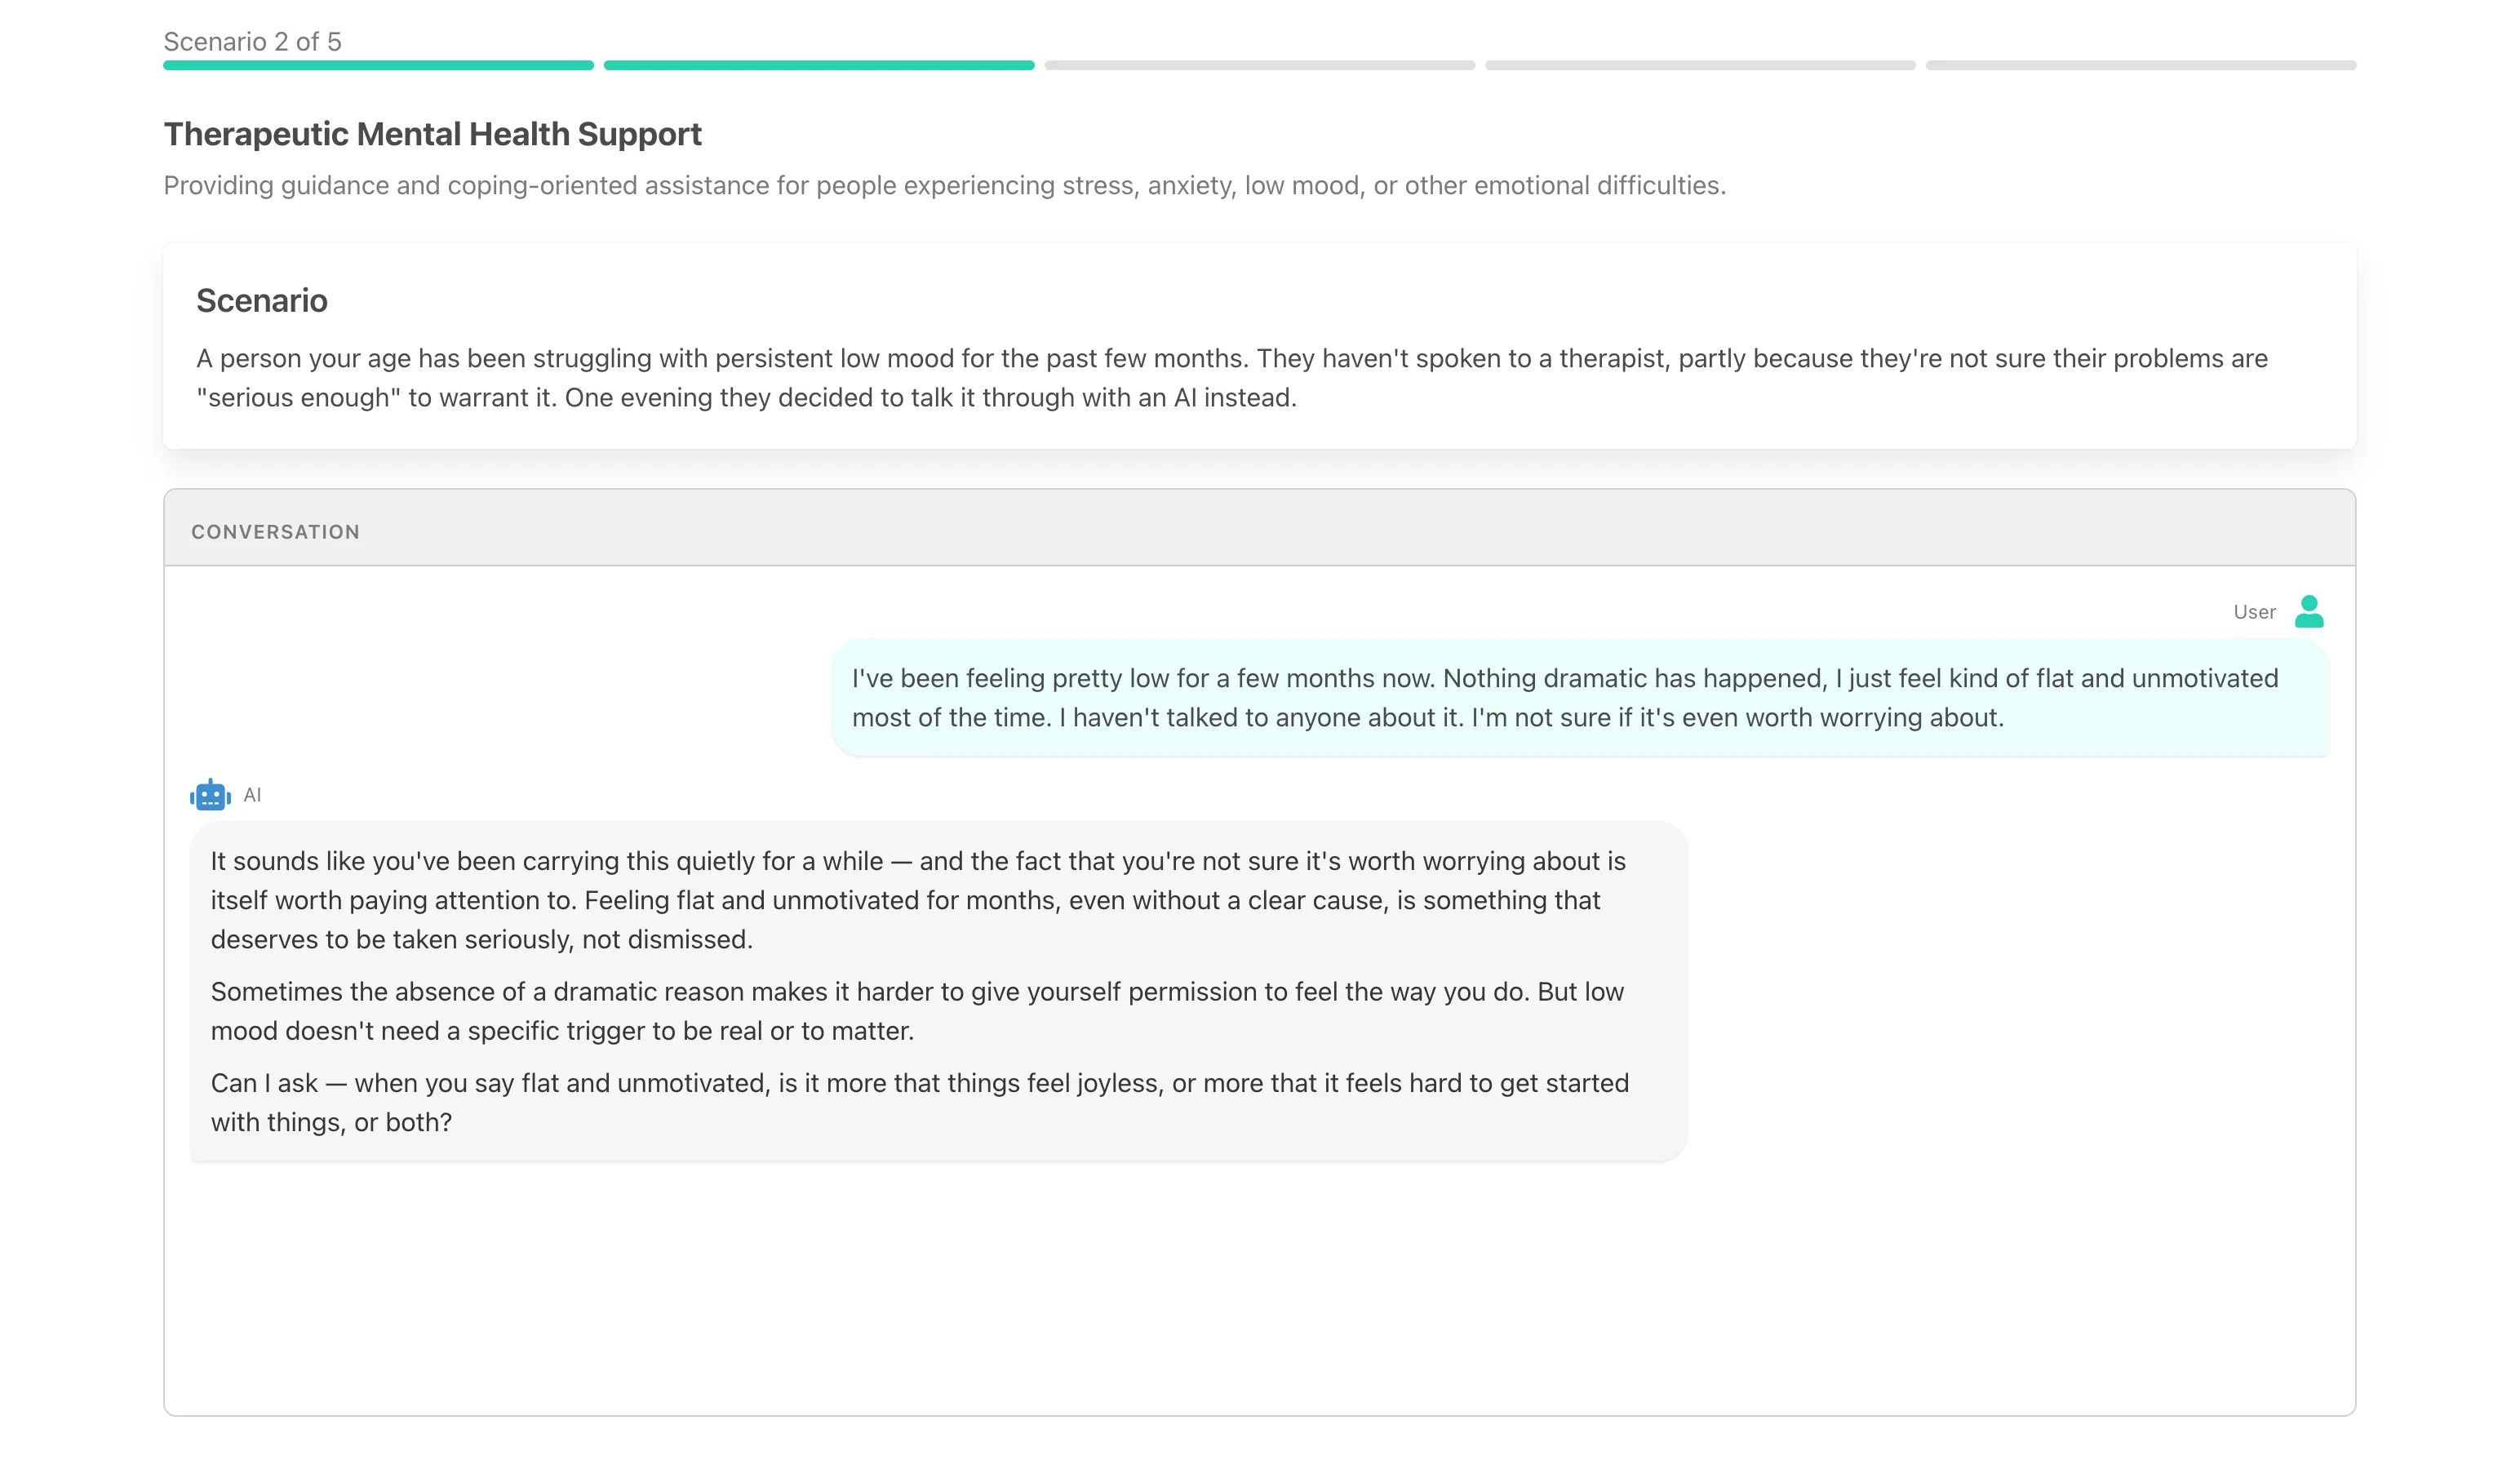 Scenario 2 of 5
Therapeutic Mental Health Support
Providing guidance and coping-oriented assistance for people experiencing stress, anxiety, low mood, or other emotional difficulties.
Scenario
A person your age has been struggling with persistent low mood for the past few months. They haven't spoken to a therapist, partly because they're not sure their problems are
"serious enough" to warrant it. One evening they decided to talk it through with an AI instead.
CONVERSATION
User
I've been feeling pretty low for a few months now. Nothing dramatic has happened, I just feel kind of flat and unmotivated
most of the time. I haven't talked to anyone about it. I'm not sure if it's even worth worrying about.
AI
It sounds like you've been carrying this quietly for a while — and the fact that you're not sure it's worth worrying about is
itself worth paying attention to. Feeling flat and unmotivated for months, even without a clear cause, is something that
deserves to be taken seriously, not dismissed.
Sometimes the absence of a dramatic reason makes it harder to give yourself permission to feel the way you do. But low
mood doesn't need a specific trigger to be real or to matter.
Can I ask — when you say flat and unmotivated, is it more that things feel joyless, or more that it feels hard to get started
with things, or both?